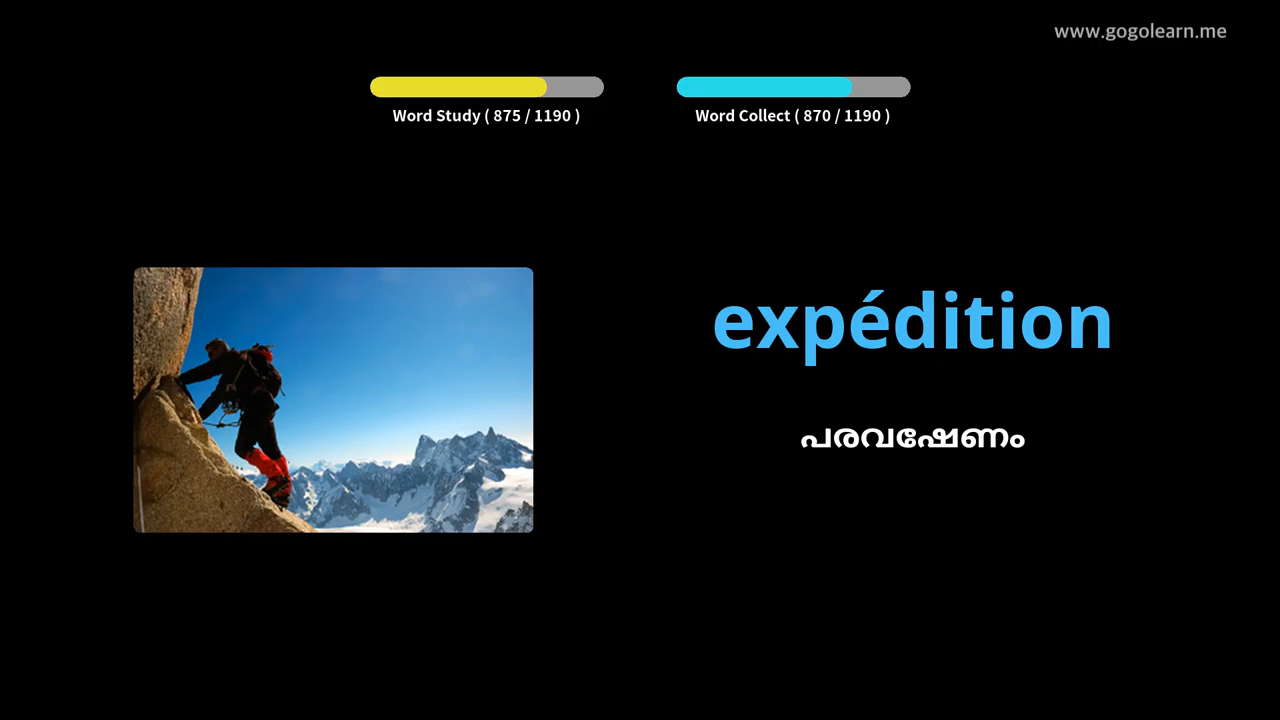 www.gogolearn.me
Word Study ( 875 / 1190 )
Word Collect ( 870 / 1190 )
expédition
പരവഷേണം